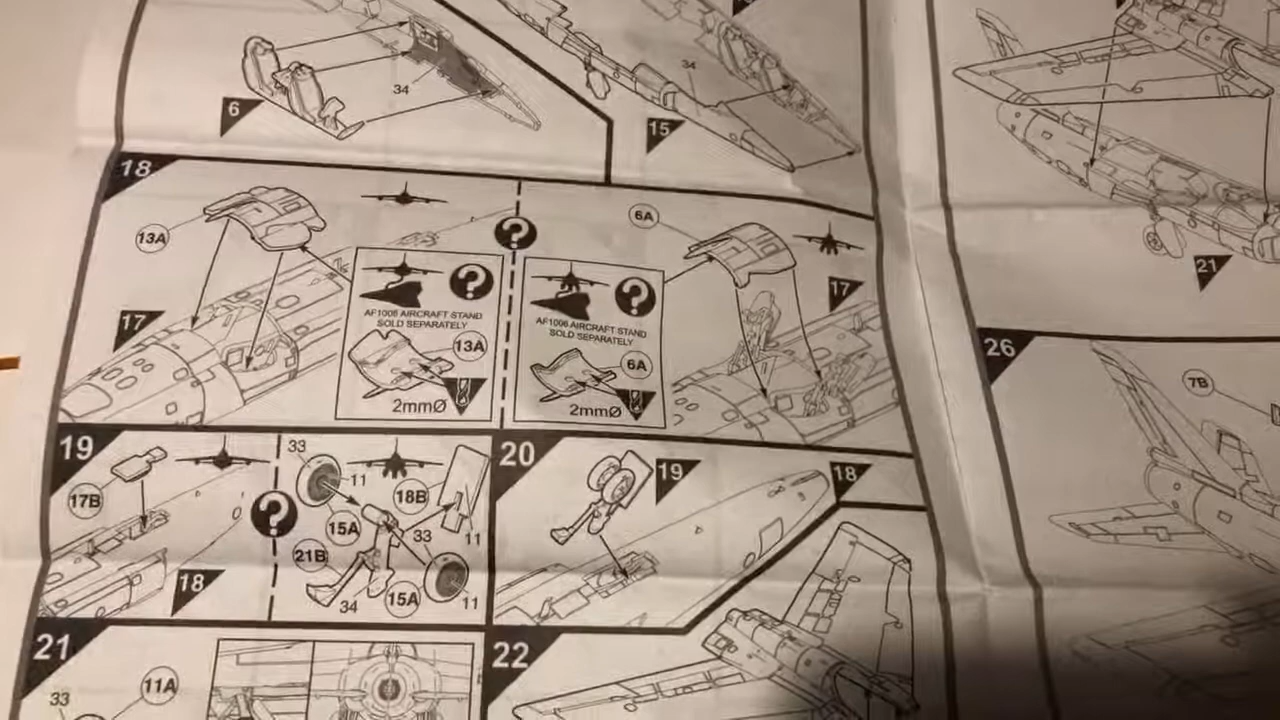 34
6
34
15
18
13A
?
6A
17
?
AF1006 AIRCRAFT STAND
SOLD SEPARATELY
13A
2mmØ
?
AF1006 AIRCRAFT STAND
SOLD SEPARATELY
6A
2mmØ
17
21
26
7B
19
17B
18
?
33
11
18B
15A
33
11
21B
34
15A
11
20
19
18
21
33
11A
22